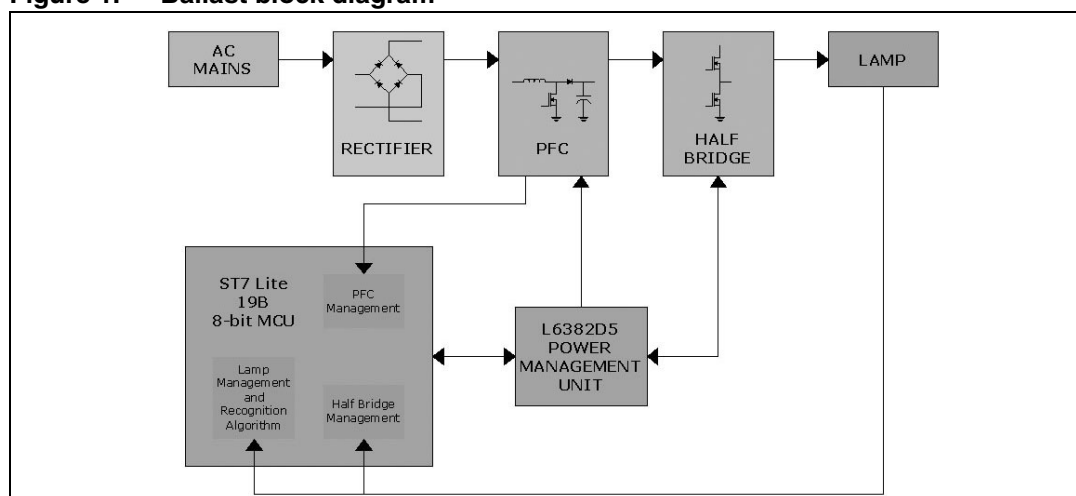 Figure 1. Ballast block diagram
AC
MAINS
RECTIFIER
PFC
HALF
BRIDGE
LAMP
ST7 Lite
19B
8-bit MCU
PFC
Management
Lamp
Management
and
Recognition
Algorithm
Half Bridge
Management
L6382D5
POWER
MANAGEMENT
UNIT